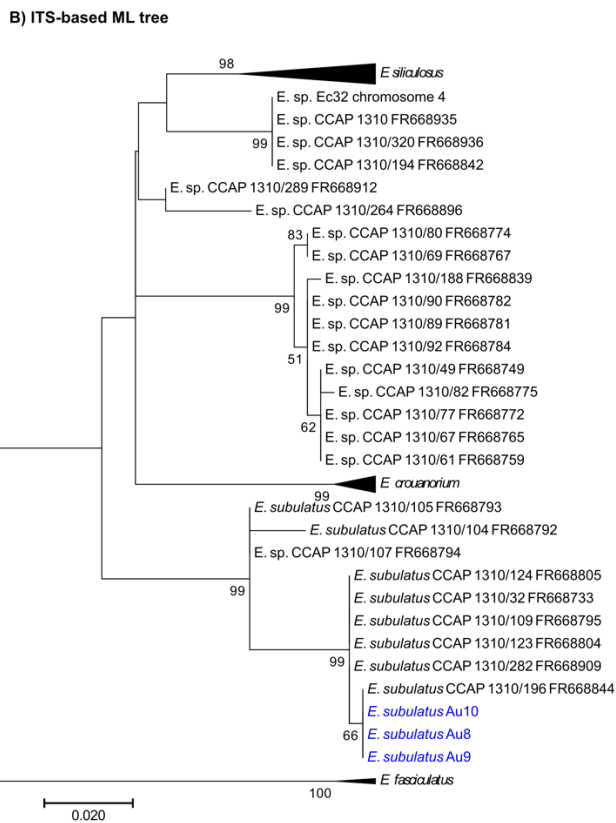 B) ITS-based ML tree
98
E siliculosus
E. sp. Ec32 chromosome 4
E. sp. CCAP 1310 FR668935
E. sp. CCAP 1310/320 FR668936
99
E. sp. CCAP 1310/194 FR668842
E. sp. CCAP 1310/289 FR668912
E. sp. CCAP 1310/264 FR668896
83
E. sp. CCAP 1310/80 FR668774
E. sp. CCAP 1310/69 FR668767
E. sp. CCAP 1310/188 FR668839
99
E. sp. CCAP 1310/90 FR668782
E. sp. CCAP 1310/89 FR668781
E. sp. CCAP 1310/92 FR668784
51
E. sp. CCAP 1310/49 FR668749
E. sp. CCAP 1310/82 FR668775
E. sp. CCAP 1310/77 FR668772
62
E. sp. CCAP 1310/67 FR668765
E. sp. CCAP 1310/61 FR668759
E crouanorium
99
E. subulatus CCAP 1310/105 FR668793
E. subulatus CCAP 1310/104 FR668792
E. sp. CCAP 1310/107 FR668794
99
E. subulatus CCAP 1310/124 FR668805
E. subulatus CCAP 1310/32 FR668733
E. subulatus CCAP 1310/109 FR668795
E. subulatus CCAP 1310/123 FR668804
99
E. subulatus CCAP 1310/282 FR668909
E. subulatus CCAP 1310/196 FR668844
E. subulatus Au10
66
E. subulatus Au8
E. subulatus Au9
E fasciculatus
100
0.020